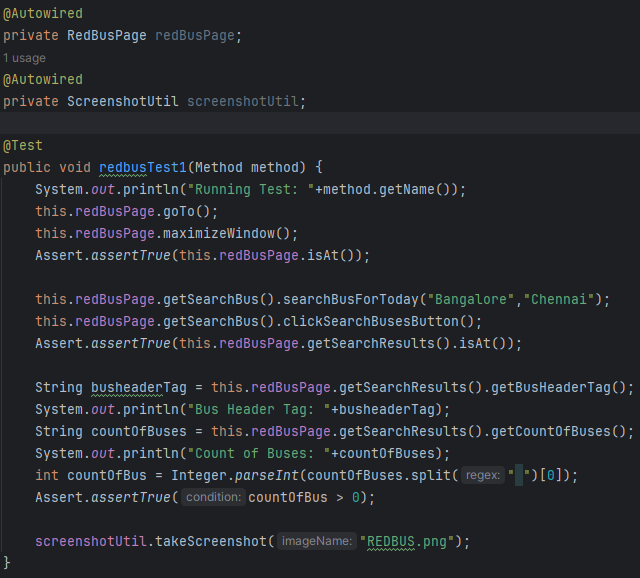 @Autowired
private RedBusPage redBusPage;
1 usage
@Autowired
private ScreenshotUtil screenshotUtil;
@Test
public void redbusTest1(Method method) {
System.out.println("Running Test: "+method.getName());
this.redBusPage.goTo();
this.redBusPage.maximizeWindow();
Assert.assertTrue(this.redBusPage.isAt());
this.redBusPage.getSearchBus().searchBusForToday("Bangalore","Chennai");
this.redBusPage.getSearchBus().clickSearchBusesButton();
Assert.assertTrue(this.redBusPage.getSearchResults().isAt());
String busheaderTag = this.redBusPage.getSearchResults().getBusHeaderTag();
System.out.println("Bus Header Tag: "+busheaderTag);
String countOfBuses = this.redBusPage.getSearchResults().getCountOfBuses();
System.out.println("Count of Buses: "+countOfBuses);
int countOfBus = Integer.parseInt(countOfBuses.split( regex: " ")[0]);
Assert.assertTrue( condition: countOfBus > 0);
screenshotUtil.takeScreenshot( imageName: "REDBUS.png");
}